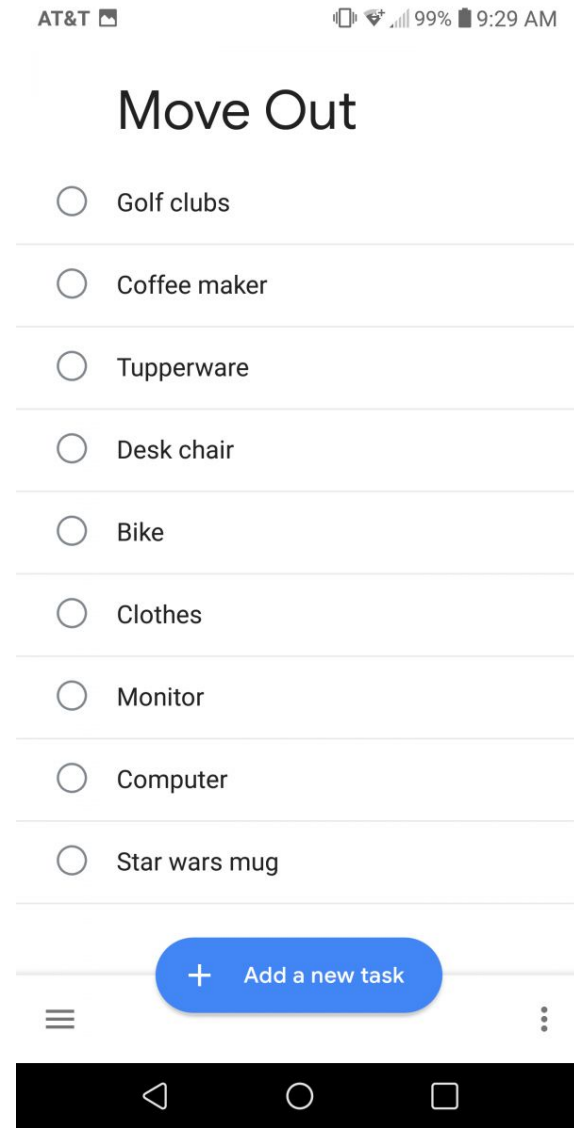 AT&T 99% 9:29 AM
Move Out
Golf clubs
Coffee maker
Tupperware
Desk chair
Bike
Clothes
Monitor
Computer
Star wars mug
+ Add a new task